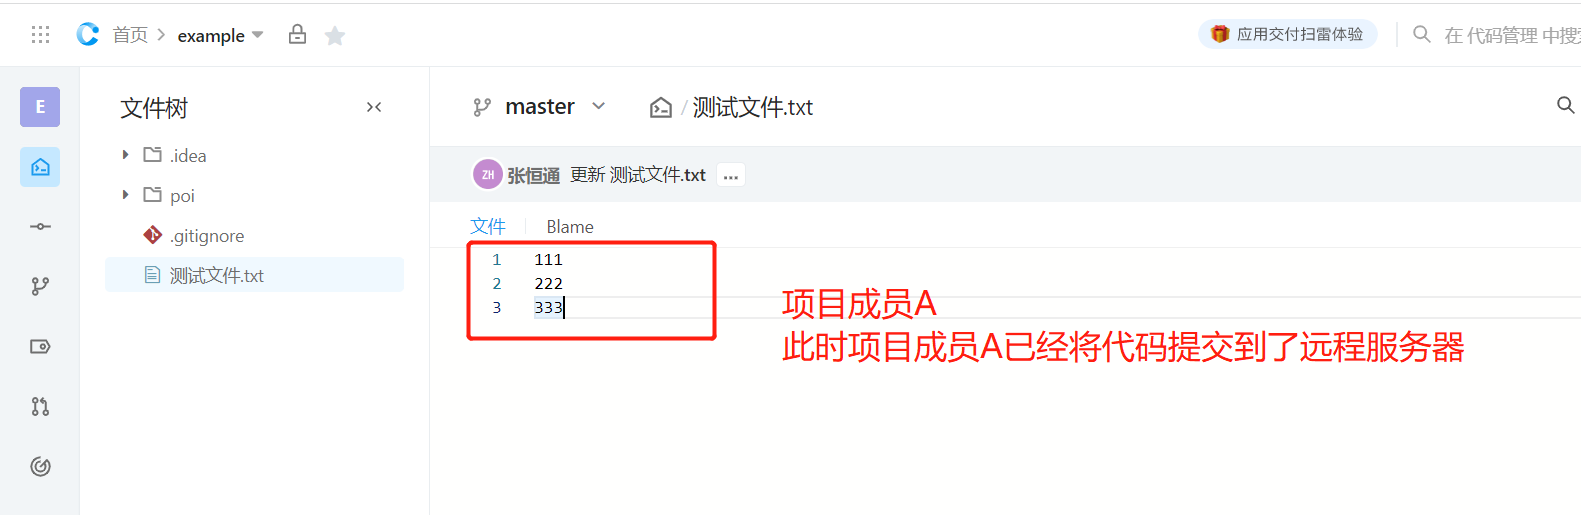 首页 example
应用交付扫雷体验
在 代码管理 中搜索
E
文件树
master
/ 测试文件.txt
.idea
poi
.gitignore
测试文件.txt
ZH 张恒通 更新 测试文件.txt ...
文件 Blame
1 111
2 222
3 333
项目成员A
此时项目成员A已经将代码提交到了远程服务器